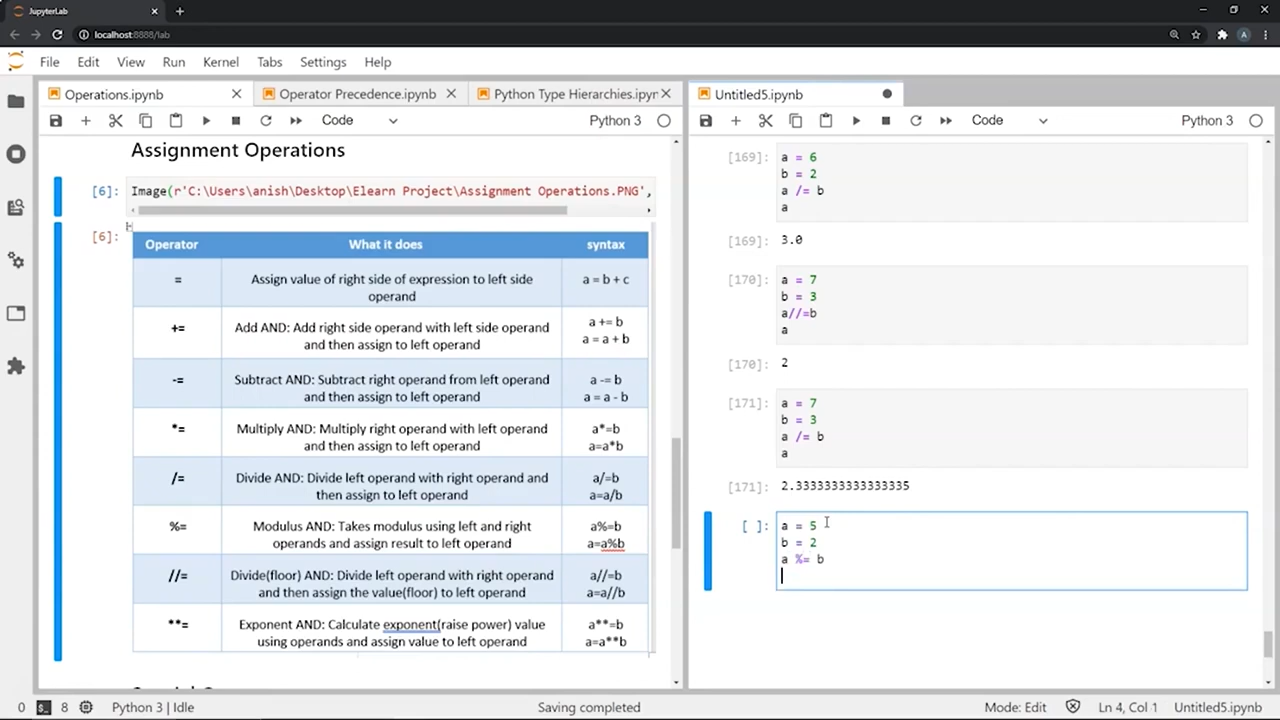 JupyterLab
localhost:8888/lab
File Edit View Run Kernel Tabs Settings Help
Operations.ipynb
Operator Precedence.ipynb
Python Type Hierarchies.ipyn
Code
Python 3
Assignment Operations
[6]: Image(r'C:\Users\anish\Desktop\Elearn Project\Assignment Operations.PNG',
[6]:
Operator What it does syntax
= Assign value of right side of expression to left side a = b + c
operand
+= Add AND: Add right side operand with left side operand a += b
and then assign to left operand a = a + b
-= Subtract AND: Subtract right operand from left operand a -= b
and then assign to left operand a = a - b
*= Multiply AND: Multiply right operand with left operand a*=b
and then assign to left operand a=a*b
/= Divide AND: Divide left operand with right operand and a/=b
then assign to left operand a=a/b
%= Modulus AND: Takes modulus using left and right a%=b
operands and assign result to left operand a=a%b
//= Divide(floor) AND: Divide left operand with right operand a//=b
and then assign the value(floor) to left operand a=a//b
**= Exponent AND: Calculate exponent(raise power) value a**=b
using operands and assign value to left operand a=a**b
Untitled5.ipynb
Code
Python 3
[169]: a = 6
b = 2
a /= b
a
[169]: 3.0
[170]: a = 7
b = 3
a//=b
a
[170]: 2
[171]: a = 7
b = 3
a /= b
a
[171]: 2.3333333333333335
[ ]: a = 5
b = 2
a %= b
0 8 Python 3 | Idle Saving completed Mode: Edit Ln 4, Col 1 Untitled5.ipynb